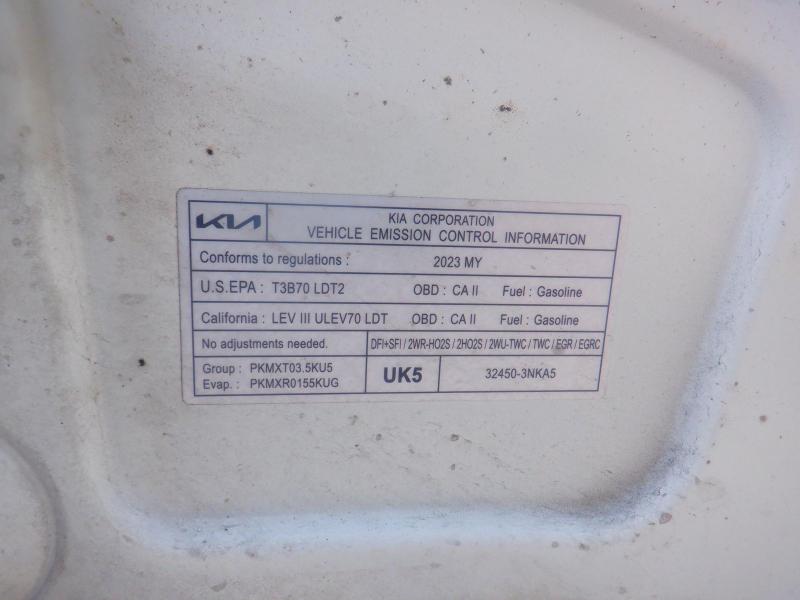 KIA
KIA CORPORATION
VEHICLE EMISSION CONTROL INFORMATION
Conforms to regulations : 2023 MY
U.S.EPA : T3B70 LDT2 OBD : CA II Fuel : Gasoline
California : LEV III ULEV70 LDT OBD : CA II Fuel : Gasoline
No adjustments needed. DFI+SFI / 2WR-HO2S / 2HO2S / 2WU-TWC / TWC / EGR / EGRC
Group : PKMXT03.5KU5
Evap. : PKMXR0155KUG
UK5
32450-3NKA5